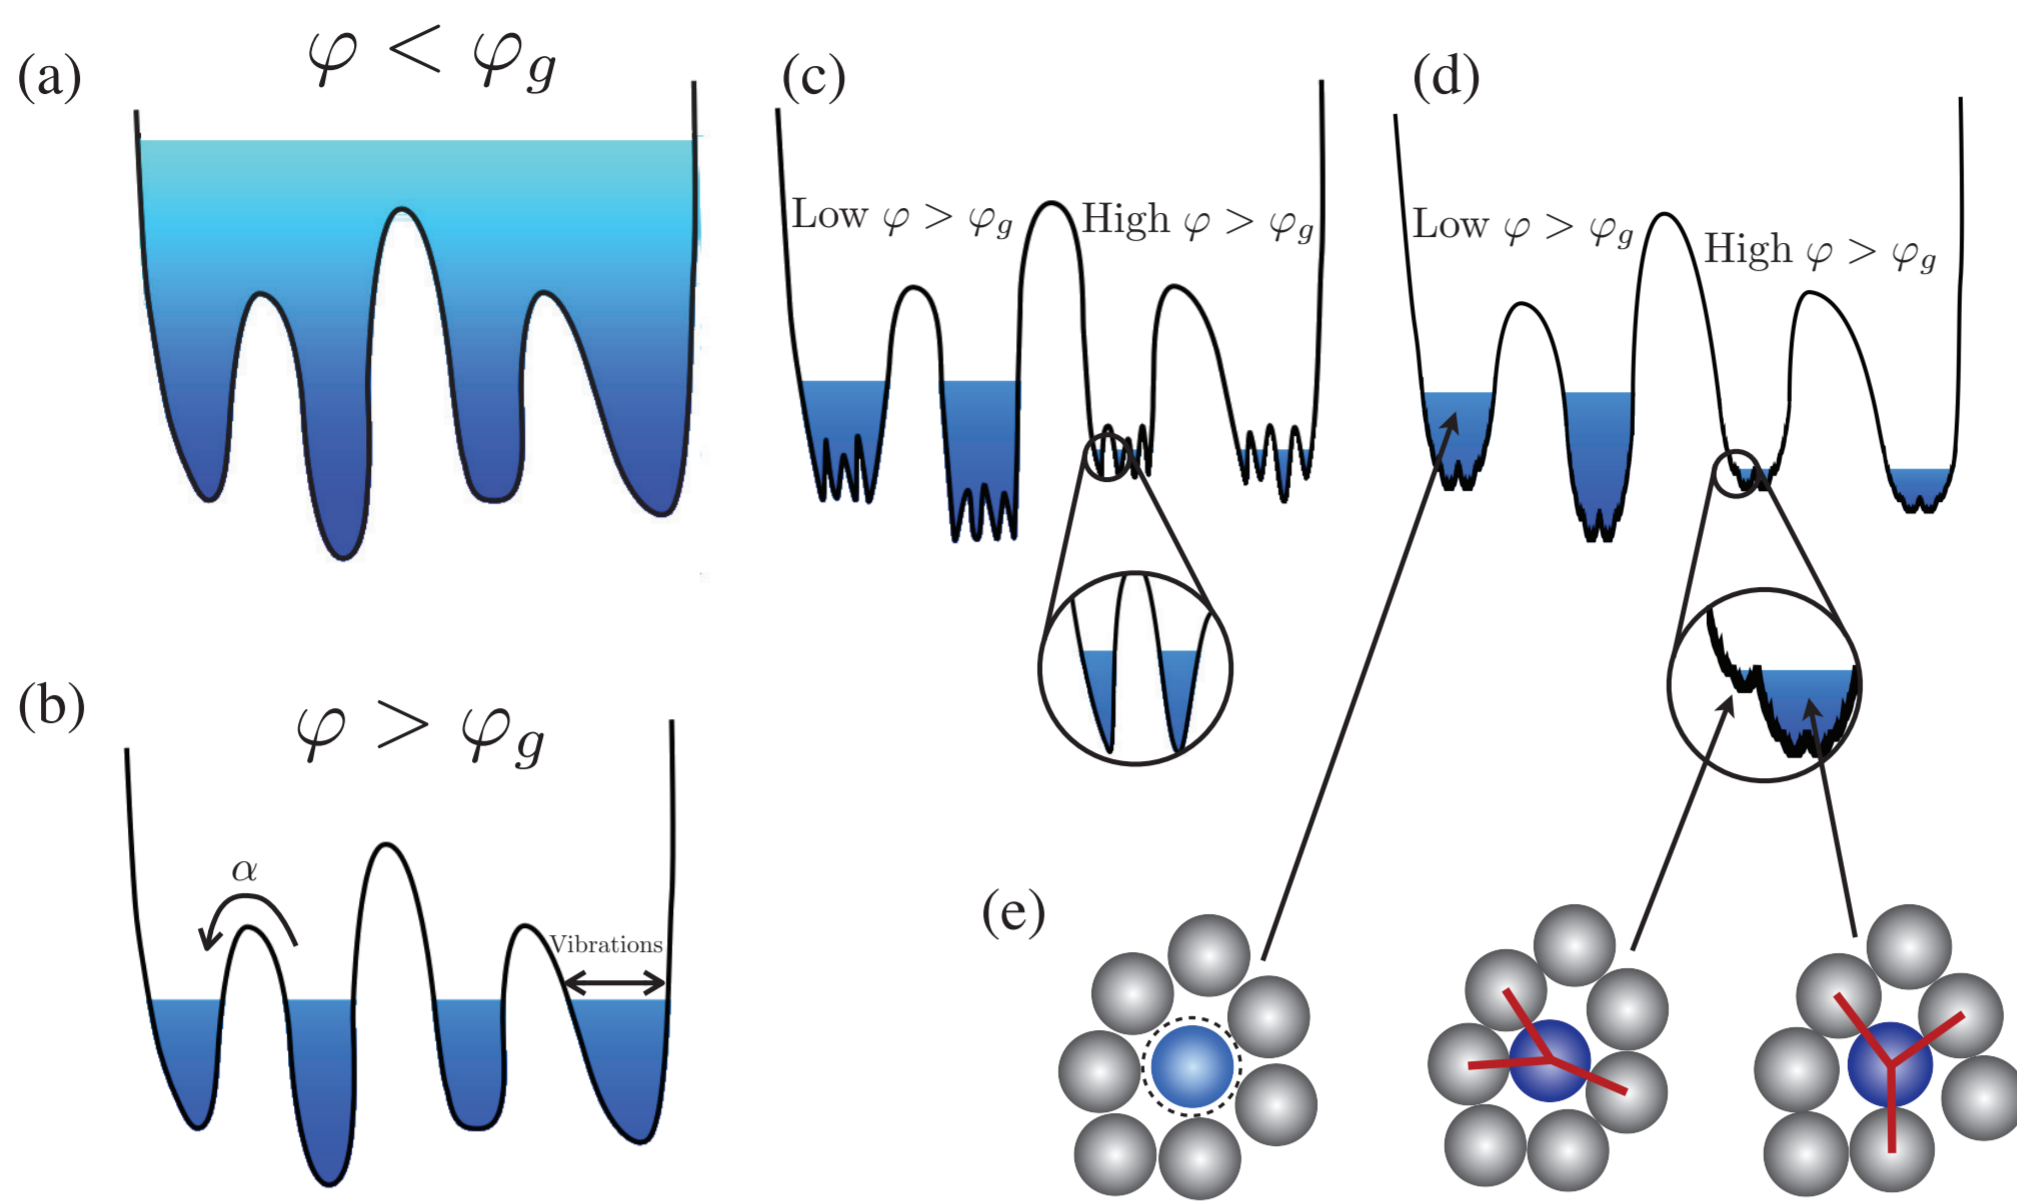 (a)
φ < φg
(b)
φ > φg
α
Vibrations
(c)
Low φ > φg
High φ > φg
(d)
Low φ > φg
High φ > φg
(e)